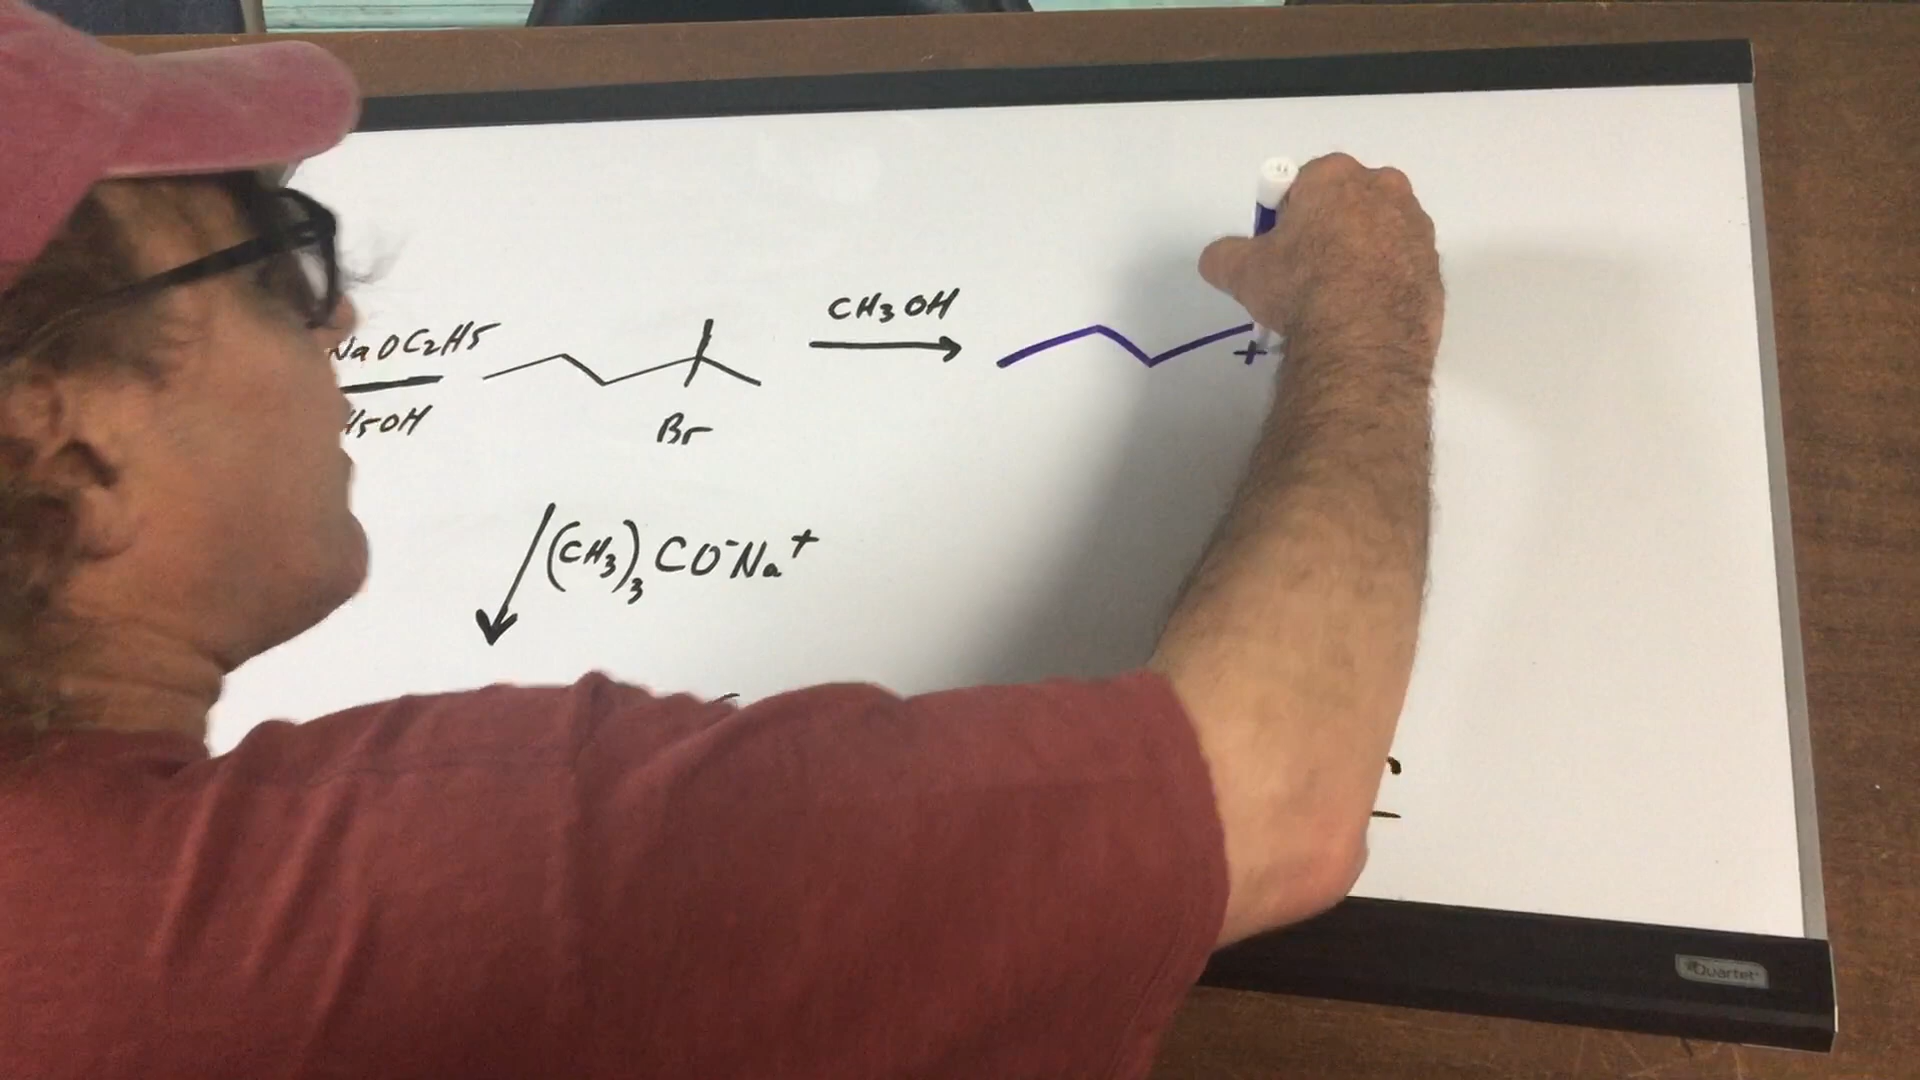 CH3OH
NaOC2H5
H5OH
Br
+
(CH3)3CO-Na+
Quartet